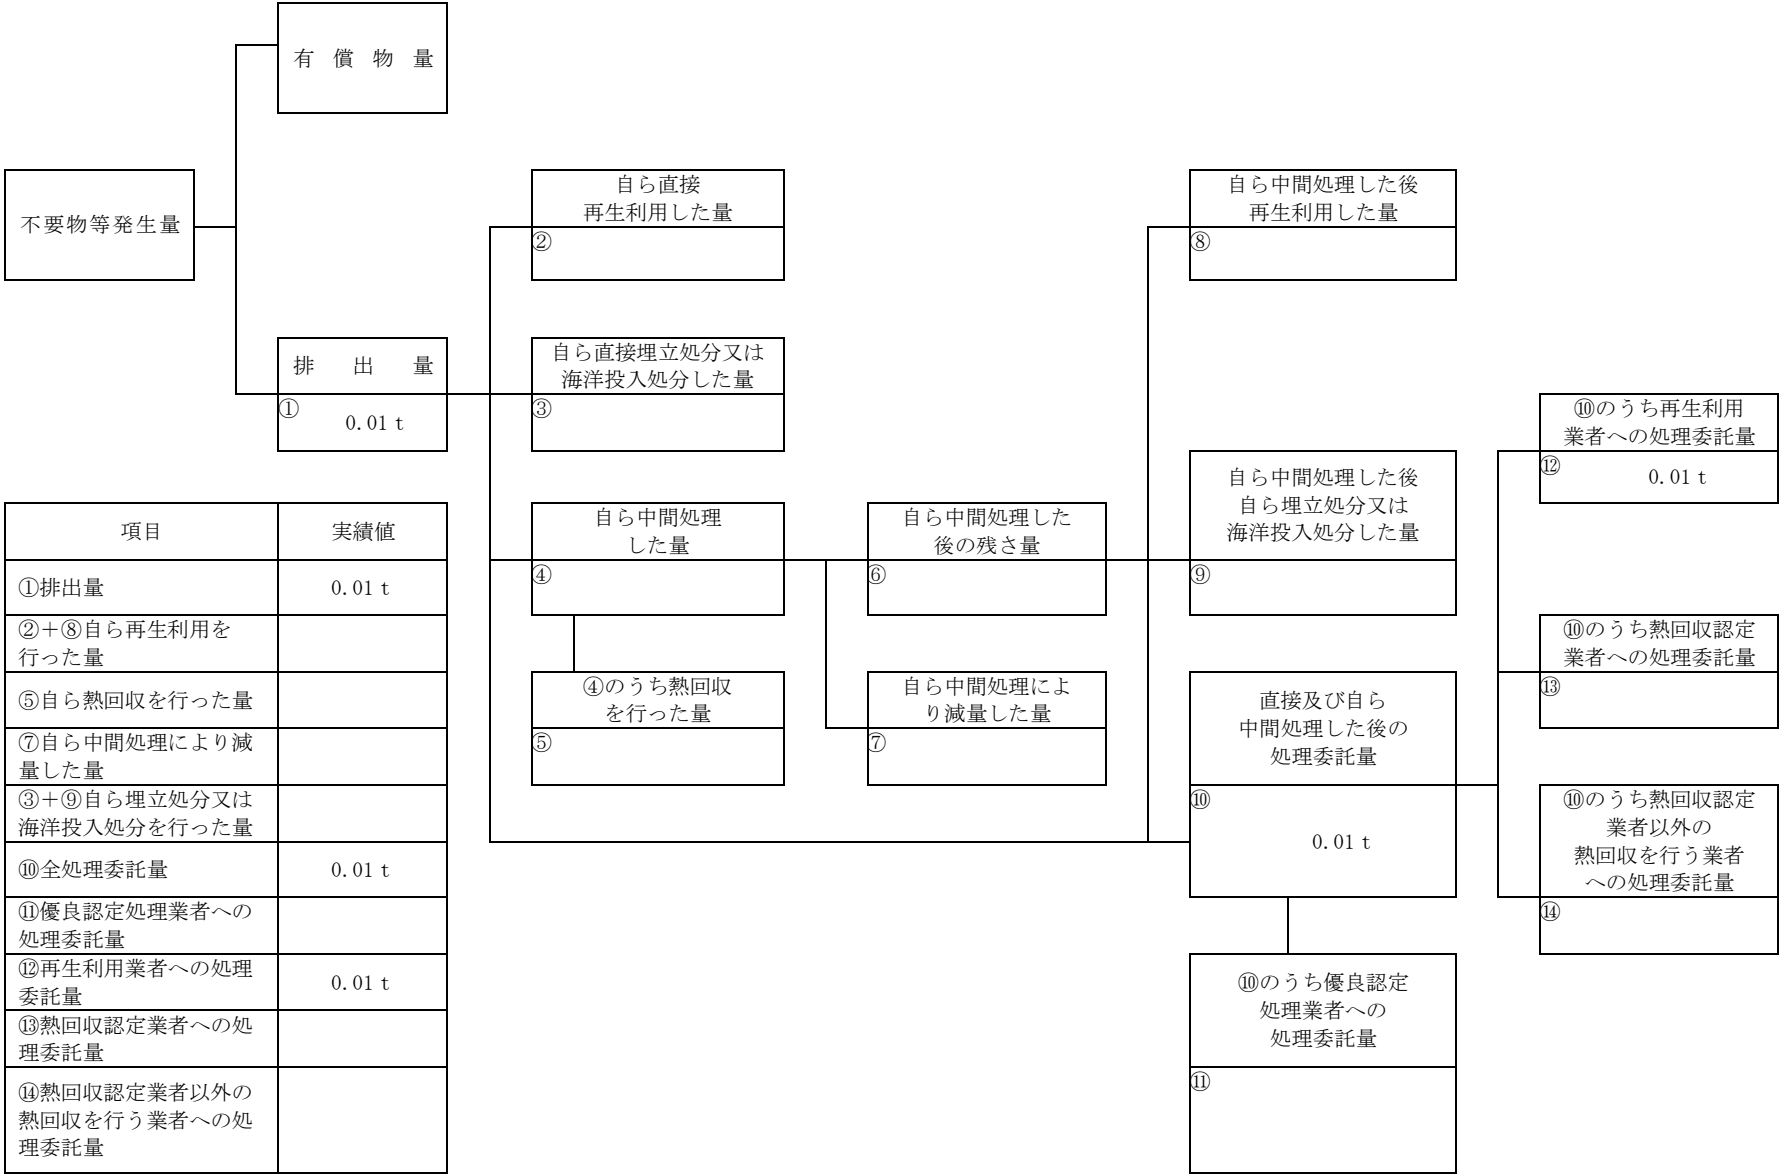 有償物量
不要物等発生量
排出量
① 0.01 t
自ら直接
再生利用した量
②
自ら直接埋立処分又は
海洋投入処分した量
③
自ら中間処理
した量
④
④のうち熱回収
を行った量
⑤
自ら中間処理した
後の残さ量
⑥
自ら中間処理によ
り減量した量
⑦
自ら中間処理した後
再生利用した量
⑧
自ら中間処理した後
自ら埋立処分又は
海洋投入処分した量
⑨
直接及び自ら
中間処理した後の
処理委託量
⑩
0.01 t
⑩のうち優良認定
処理業者への
処理委託量
⑪
⑩のうち再生利用
業者への処理委託量
⑫ 0.01 t
⑩のうち熱回収認定
業者への処理委託量
⑬
⑩のうち熱回収認定
業者以外の
熱回収を行う業者
への処理委託量
⑭
項目 実績値
①排出量 0.01 t
②＋⑧自ら再生利用を
行った量
⑤自ら熱回収を行った量
⑦自ら中間処理により減
量した量
③＋⑨自ら埋立処分又は
海洋投入処分を行った量
⑩全処理委託量 0.01 t
⑪優良認定処理業者への
処理委託量
⑫再生利用業者への処理
委託量 0.01 t
⑬熱回収認定業者への処
理委託量
⑭熱回収認定業者以外の
熱回収を行う業者への処
理委託量